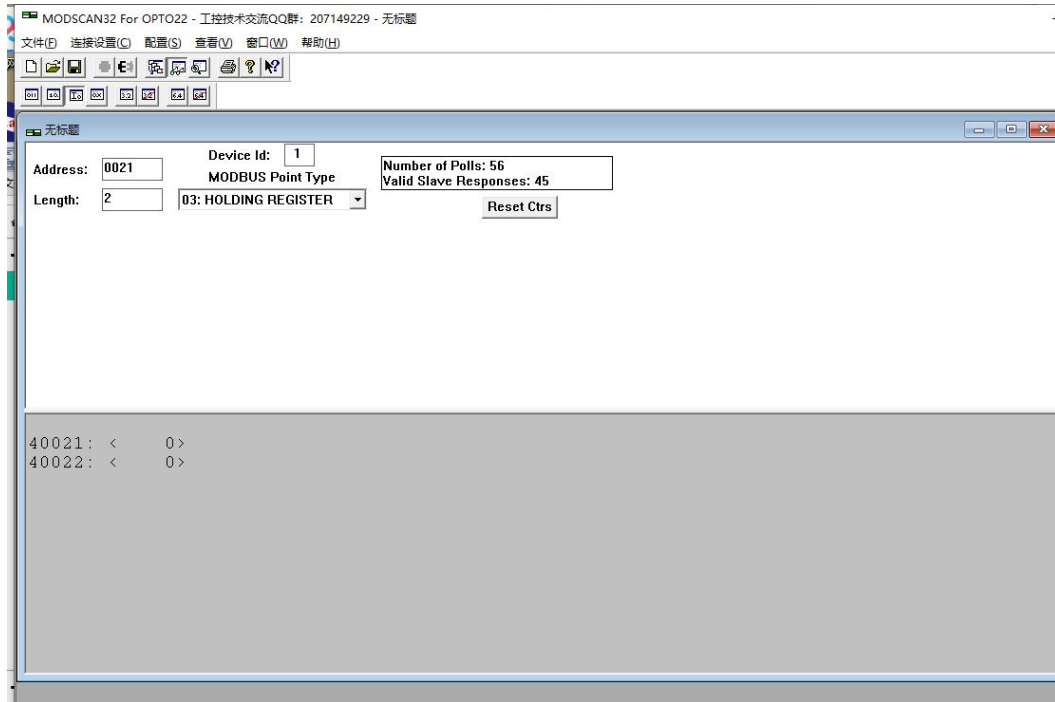 MODSCAN32 For OPTO22 - 工控技术交流QQ群：207149229 - 无标题
文件(F) 连接设置(C) 配置(S) 查看(V) 窗口(W) 帮助(H)
无标题
Address: 0021
Device Id: 1
MODBUS Point Type
Length: 2
03: HOLDING REGISTER
Number of Polls: 56
Valid Slave Responses: 45
Reset Ctrs
40021: < 0>
40022: < 0>